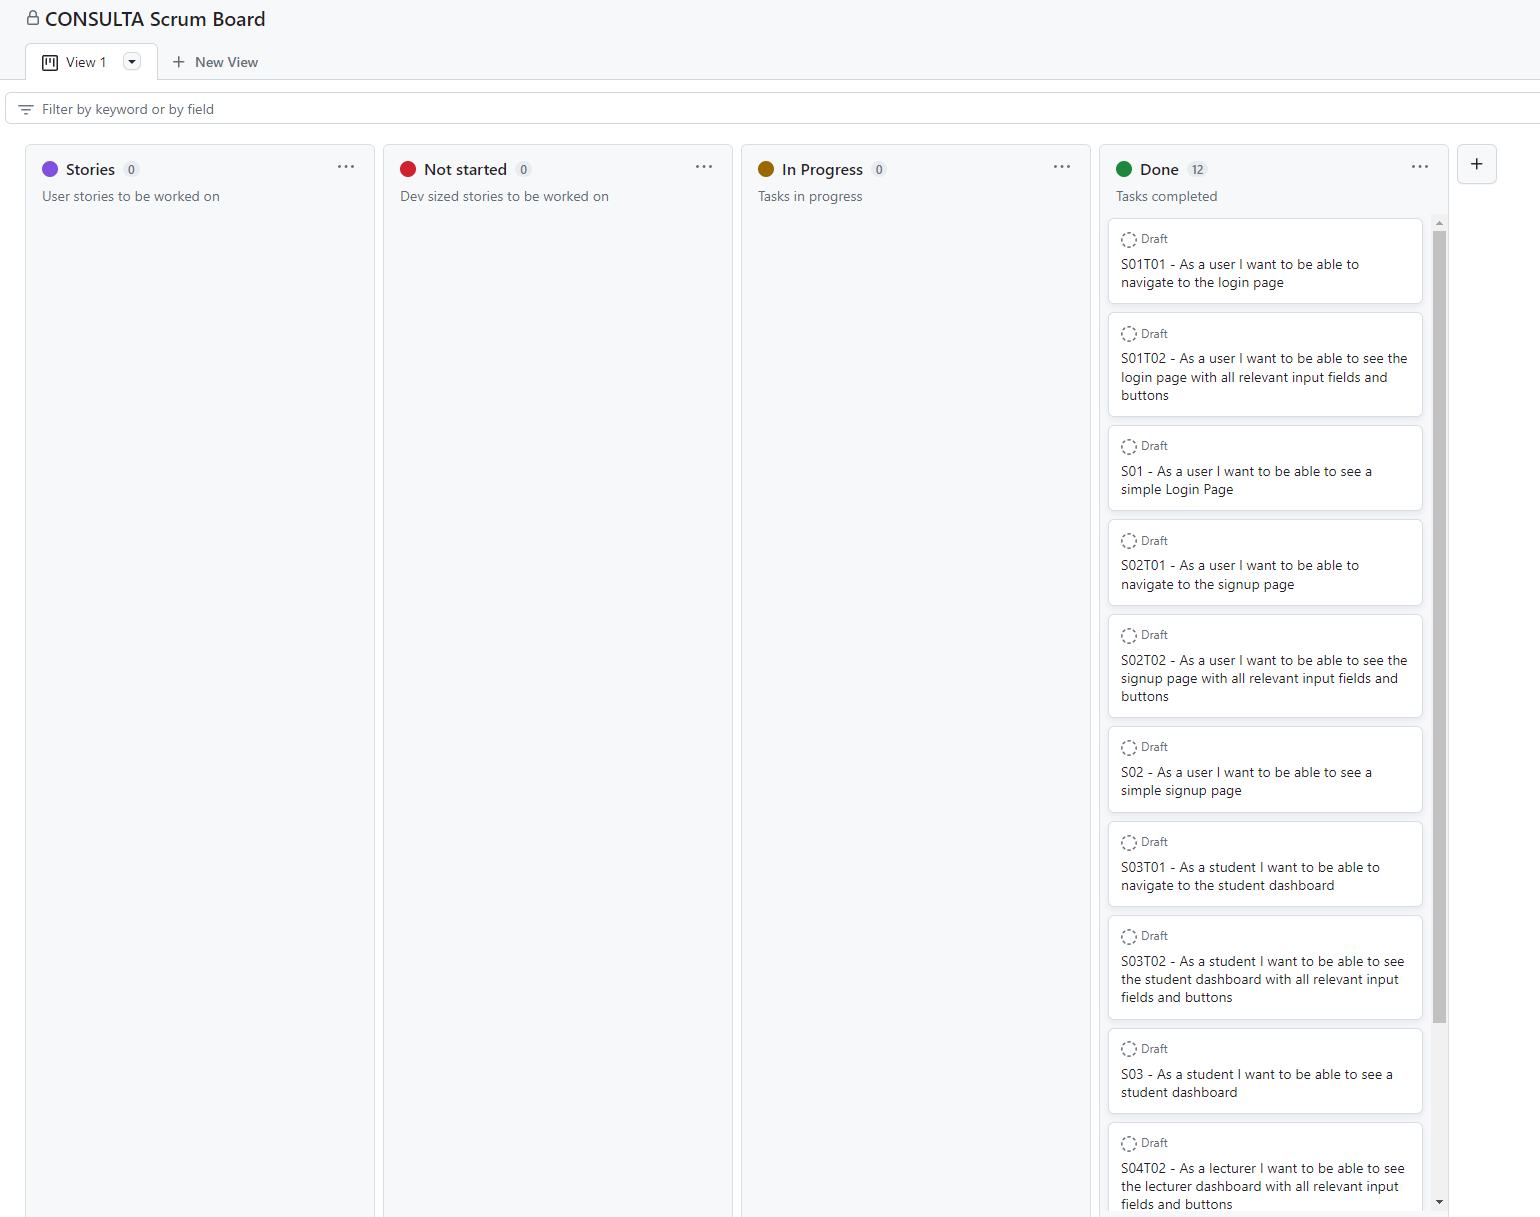 CONSULTA Scrum Board
View 1
New View
Filter by keyword or by field
Stories 0
User stories to be worked on
Not started 0
Dev sized stories to be worked on
In Progress 0
Tasks in progress
Done 12
Tasks completed
Draft
S01T01 - As a user I want to be able to
navigate to the login page
Draft
S01T02 - As a user I want to be able to see the
login page with all relevant input fields and
buttons
Draft
S01 - As a user I want to be able to see a
simple Login Page
Draft
S02T01 - As a user I want to be able to
navigate to the signup page
Draft
S02T02 - As a user I want to be able to see the
signup page with all relevant input fields and
buttons
Draft
S02 - As a user I want to be able to see a
simple signup page
Draft
S03T01 - As a student I want to be able to
navigate to the student dashboard
Draft
S03T02 - As a student I want to be able to see
the student dashboard with all relevant input
fields and buttons
Draft
S03 - As a student I want to be able to see a
student dashboard
Draft
S04T02 - As a lecturer I want to be able to see
the lecturer dashboard with all relevant input
fields and buttons